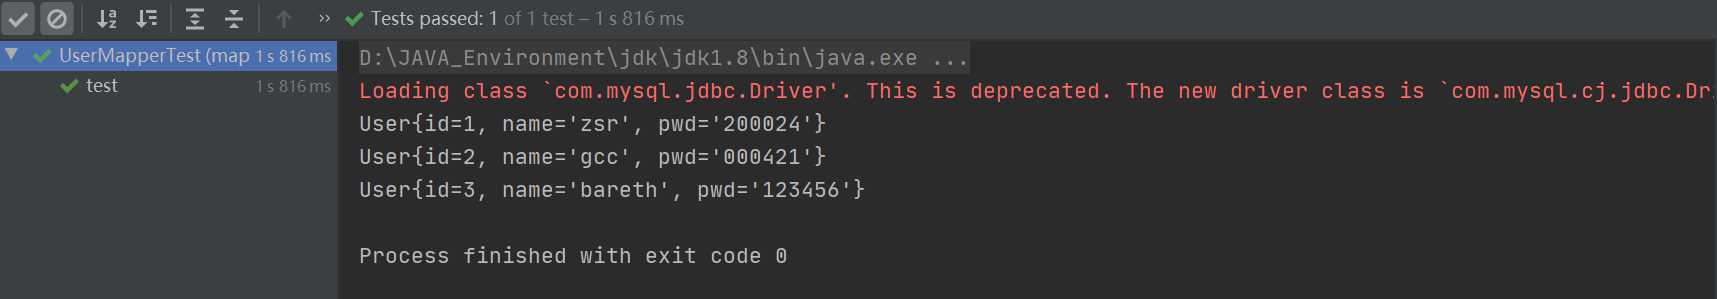 Tests passed: 1 of 1 test – 1 s 816 ms
UserMapperTest (map 1 s 816 ms
test 1 s 816 ms
D:\JAVA_Environment\jdk\jdk1.8\bin\java.exe ...
Loading class `com.mysql.jdbc.Driver'. This is deprecated. The new driver class is `com.mysql.cj.jdbc.Dri
User{id=1, name='zsr', pwd='200024'}
User{id=2, name='gcc', pwd='000421'}
User{id=3, name='bareth', pwd='123456'}
Process finished with exit code 0